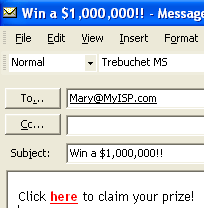 Win a $1,000,000!! - Message
File Edit View Insert Format
Normal Trebuchet MS
To... Mary@MyISP.com
Cc...
Subject: Win a $1,000,000!!
Click here to claim your prize!